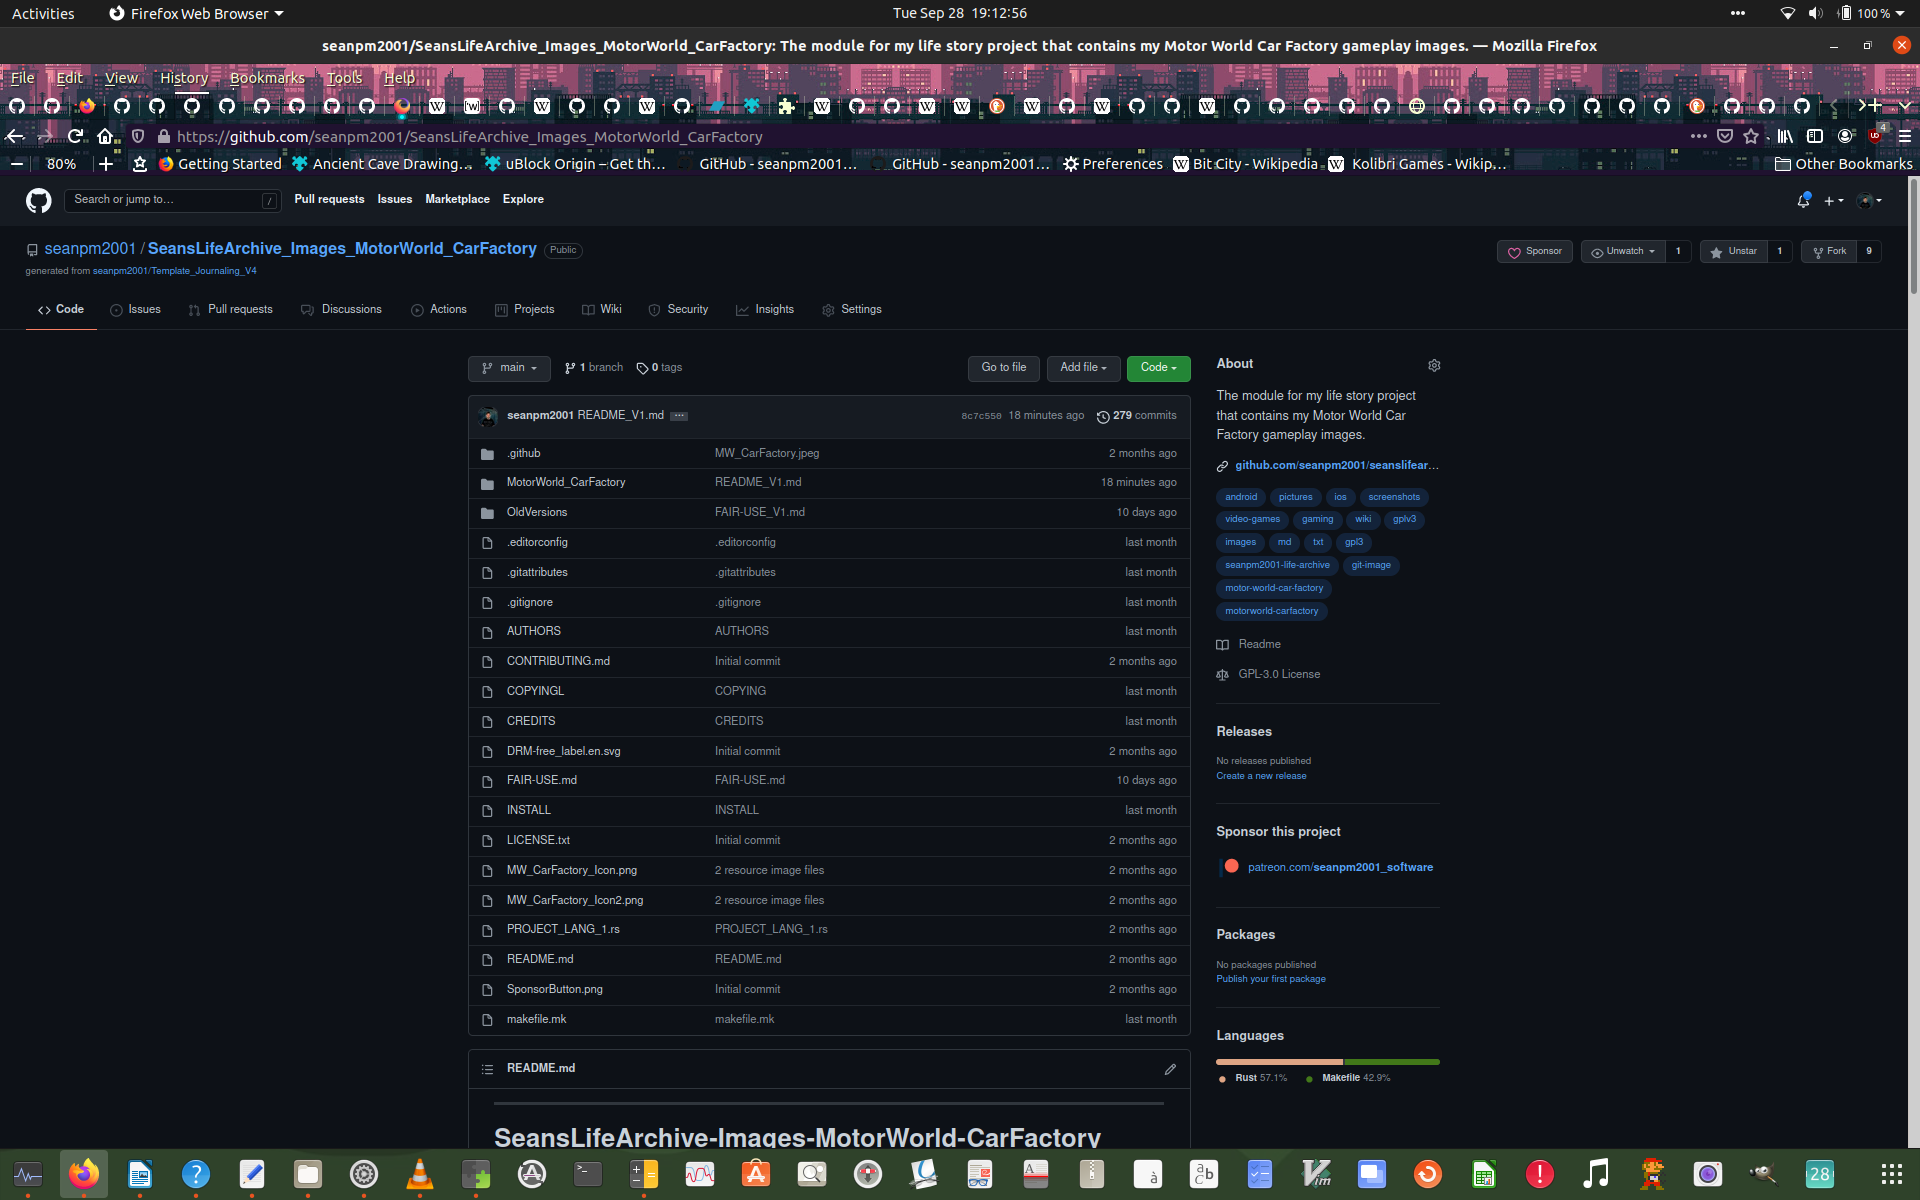 Activities Firefox Web Browser Tue Sep 28 19:12:56 100 %
seanpm2001/SeansLifeArchive_Images_MotorWorld_CarFactory: The module for my life story project that contains my Motor World Car Factory gameplay images. — Mozilla Firefox
File Edit View History Bookmarks Tools Help
https://github.com/seanpm2001/SeansLifeArchive_Images_MotorWorld_CarFactory 4
80% Getting Started Ancient Cave Drawing… uBlock Origin – Get th… GitHub - seanpm2001… GitHub - seanpm2001… Preferences Bit City - Wikipedia Kolibri Games - Wikip… Other Bookmarks
Search or jump to… / Pull requests Issues Marketplace Explore
seanpm2001 / SeansLifeArchive_Images_MotorWorld_CarFactory Public Sponsor Unwatch 1 Unstar 1 Fork 9
generated from seanpm2001/Template_Journaling_V4
Code Issues Pull requests Discussions Actions Projects Wiki Security Insights Settings
main 1 branch 0 tags Go to file Add file Code
seanpm2001 README_V1.md ... 8c7c550 18 minutes ago 279 commits
.github MW_CarFactory.jpeg 2 months ago
MotorWorld_CarFactory README_V1.md 18 minutes ago
OldVersions FAIR-USE_V1.md 10 days ago
.editorconfig .editorconfig last month
.gitattributes .gitattributes last month
.gitignore .gitignore last month
AUTHORS AUTHORS last month
CONTRIBUTING.md Initial commit 2 months ago
COPYINGL COPYING last month
CREDITS CREDITS last month
DRM-free_label.en.svg Initial commit 2 months ago
FAIR-USE.md FAIR-USE.md 10 days ago
INSTALL INSTALL last month
LICENSE.txt Initial commit 2 months ago
MW_CarFactory_Icon.png 2 resource image files 2 months ago
MW_CarFactory_Icon2.png 2 resource image files 2 months ago
PROJECT_LANG_1.rs PROJECT_LANG_1.rs 2 months ago
README.md README.md 2 months ago
SponsorButton.png Initial commit 2 months ago
makefile.mk makefile.mk last month
README.md
SeansLifeArchive-Images-MotorWorld-CarFactory
About
The module for my life story project
that contains my Motor World Car
Factory gameplay images.
github.com/seanpm2001/seanslifear…
android pictures ios screenshots
video-games gaming wiki gplv3
images md txt gpl3
seanpm2001-life-archive git-image
motor-world-car-factory
motorworld-carfactory
Readme
GPL-3.0 License
Releases
No releases published
Create a new release
Sponsor this project
patreon.com/seanpm2001_software
Packages
No packages published
Publish your first package
Languages
Rust 57.1% Makefile 42.9%
28